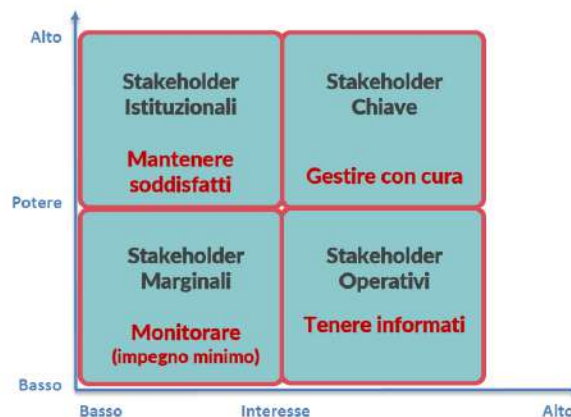 Alto
Stakeholder
Istituzionali
Mantenere
soddisfatti
Stakeholder
Chiave
Gestire con cura
Potere
Stakeholder
Marginali
Monitorare
(impegno minimo)
Stakeholder
Operativi
Tenere informati
Basso
Basso
Interesse
Alto